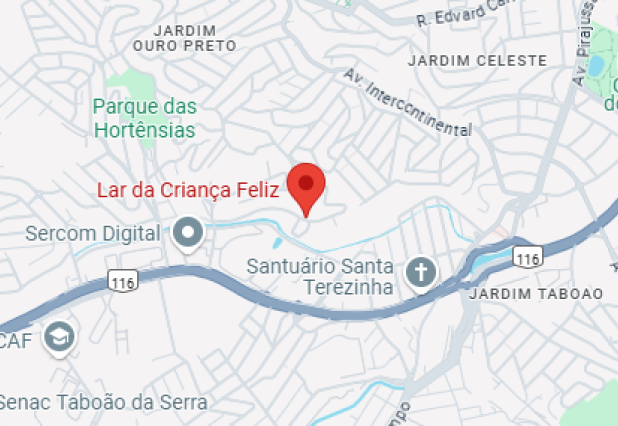 JARDIM
OURO PRETO
R. Edvard
JARDIM CELESTE
Av. Pirajuss
Av. Interccntinental
Parque das
Hortênsias
Lar da Criança Feliz
Sercom Digital
116
Santuário Santa
Terezinha
116
JARDIM TABOAO
CAF
Senac Taboão da Serra